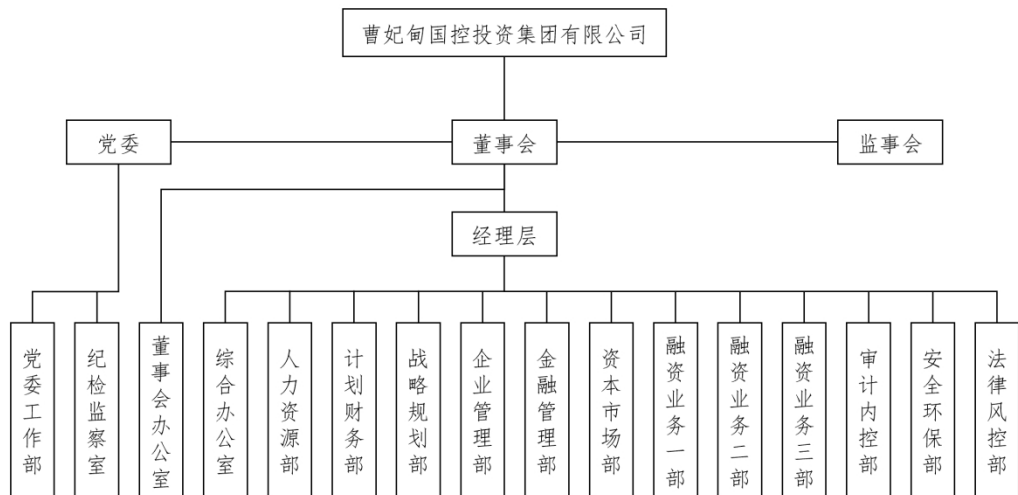 曹妃甸国控投资集团有限公司
党委
董事会
监事会
经理层
党委工作部
纪检监察室
董事会办公室
综合办公室
人力资源部
计划财务部
战略规划部
企业管理部
金融管理部
资本市场部
融资业务一部
融资业务二部
融资业务三部
审计内控部
安全环保部
法律风控部